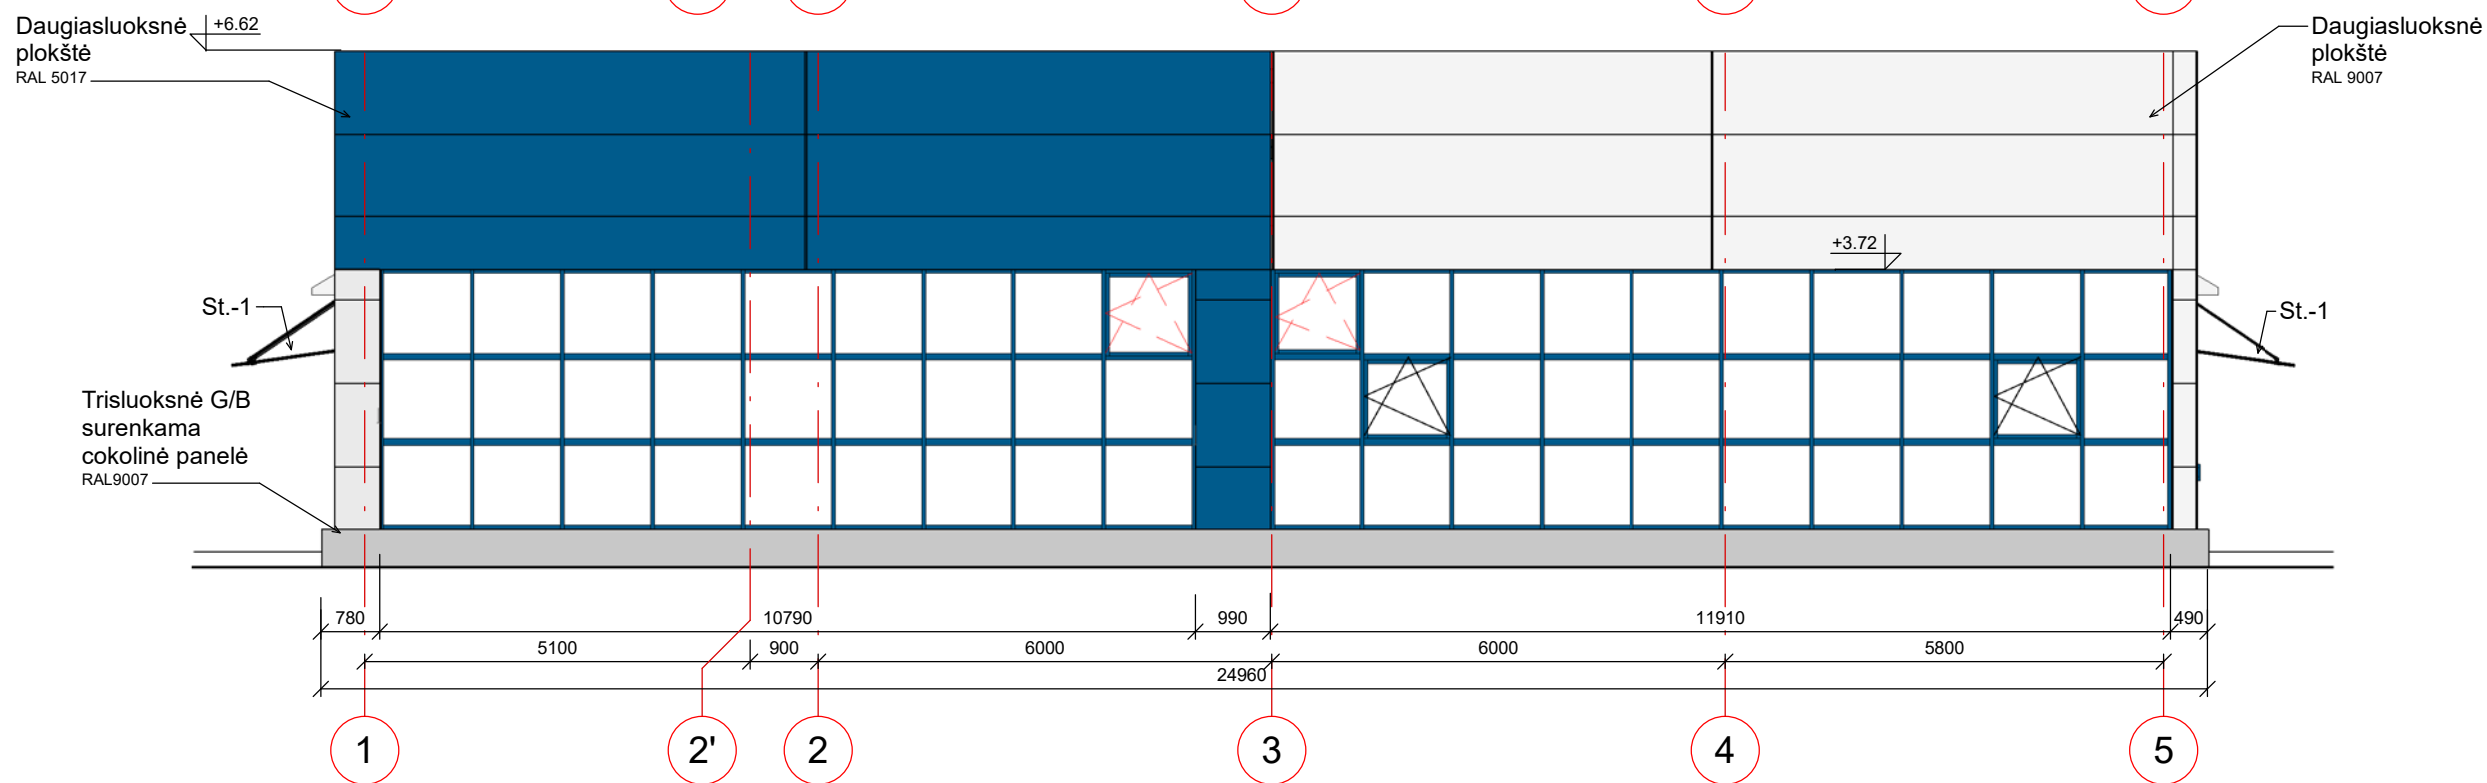 Daugiasluoksnė
plokštė
RAL 5017
+6.62
Daugiasluoksnė
plokštė
RAL 9007
+3.72
St.-1
St.-1
Trisluoksnė G/B
surenkama
cokolinė panelė
RAL9007
780 10790 990 11910 490
5100 900 6000 6000 5800
24960
1 2' 2 3 4 5